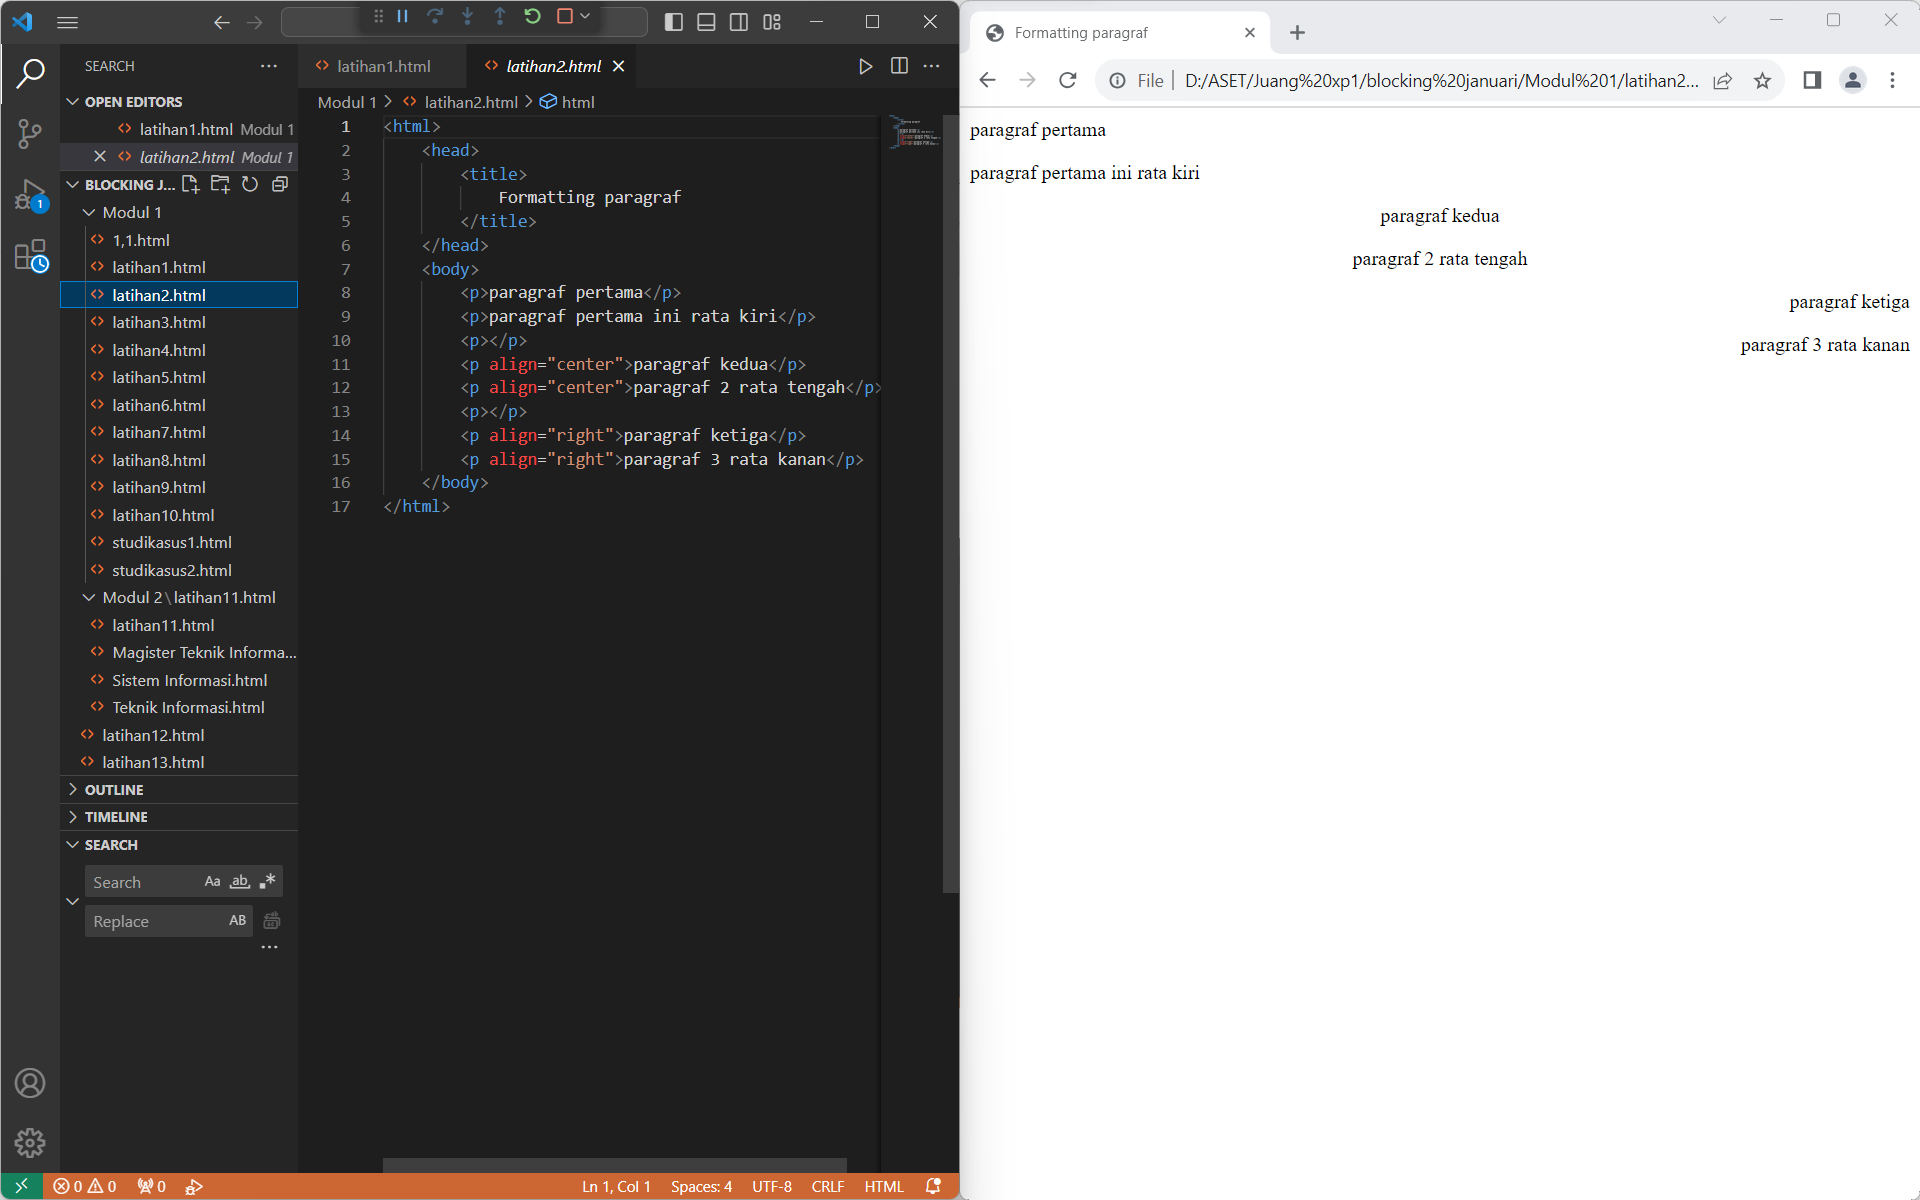 SEARCH
OPEN EDITORS
latihan1.html Modul 1
latihan2.html Modul 1
BLOCKING J...
Modul 1
1,1.html
latihan1.html
latihan2.html
latihan3.html
latihan4.html
latihan5.html
latihan6.html
latihan7.html
latihan8.html
latihan9.html
latihan10.html
studikasus1.html
studikasus2.html
Modul 2\latihan11.html
latihan11.html
Magister Teknik Informa...
Sistem Informasi.html
Teknik Informasi.html
latihan12.html
latihan13.html
OUTLINE
TIMELINE
SEARCH
Search Aa ab .*
Replace AB
1
latihan1.html
latihan2.html
Modul 1 > latihan2.html > html
1 <html>
2 <head>
3 <title>
4 Formatting paragraf
5 </title>
6 </head>
7 <body>
8 <p>paragraf pertama</p>
9 <p>paragraf pertama ini rata kiri</p>
10 <p></p>
11 <p align="center">paragraf kedua</p>
12 <p align="center">paragraf 2 rata tengah</p>
13 <p></p>
14 <p align="right">paragraf ketiga</p>
15 <p align="right">paragraf 3 rata kanan</p>
16 </body>
17 </html>
0 0 0
Ln 1, Col 1 Spaces: 4 UTF-8 CRLF HTML
Formatting paragraf
File | D:/ASET/Juang%20xp1/blocking%20januari/Modul%201/latihan2...
paragraf pertama
paragraf pertama ini rata kiri
paragraf kedua
paragraf 2 rata tengah
paragraf ketiga
paragraf 3 rata kanan